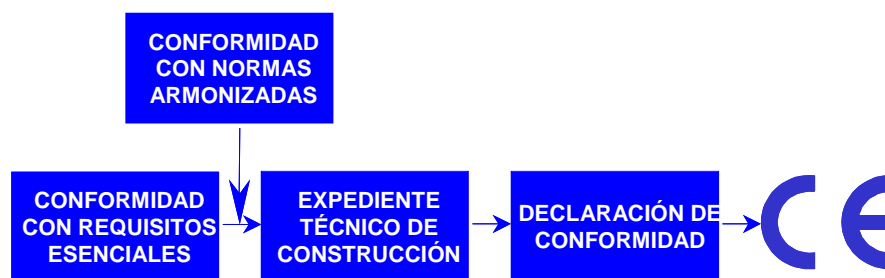 CONFORMIDAD
CON NORMAS
ARMONIZADAS
CONFORMIDAD
CON REQUISITOS
ESENCIALES
EXPEDIENTE
TÉCNICO DE
CONSTRUCCIÓN
DECLARACIÓN DE
CONFORMIDAD
CE